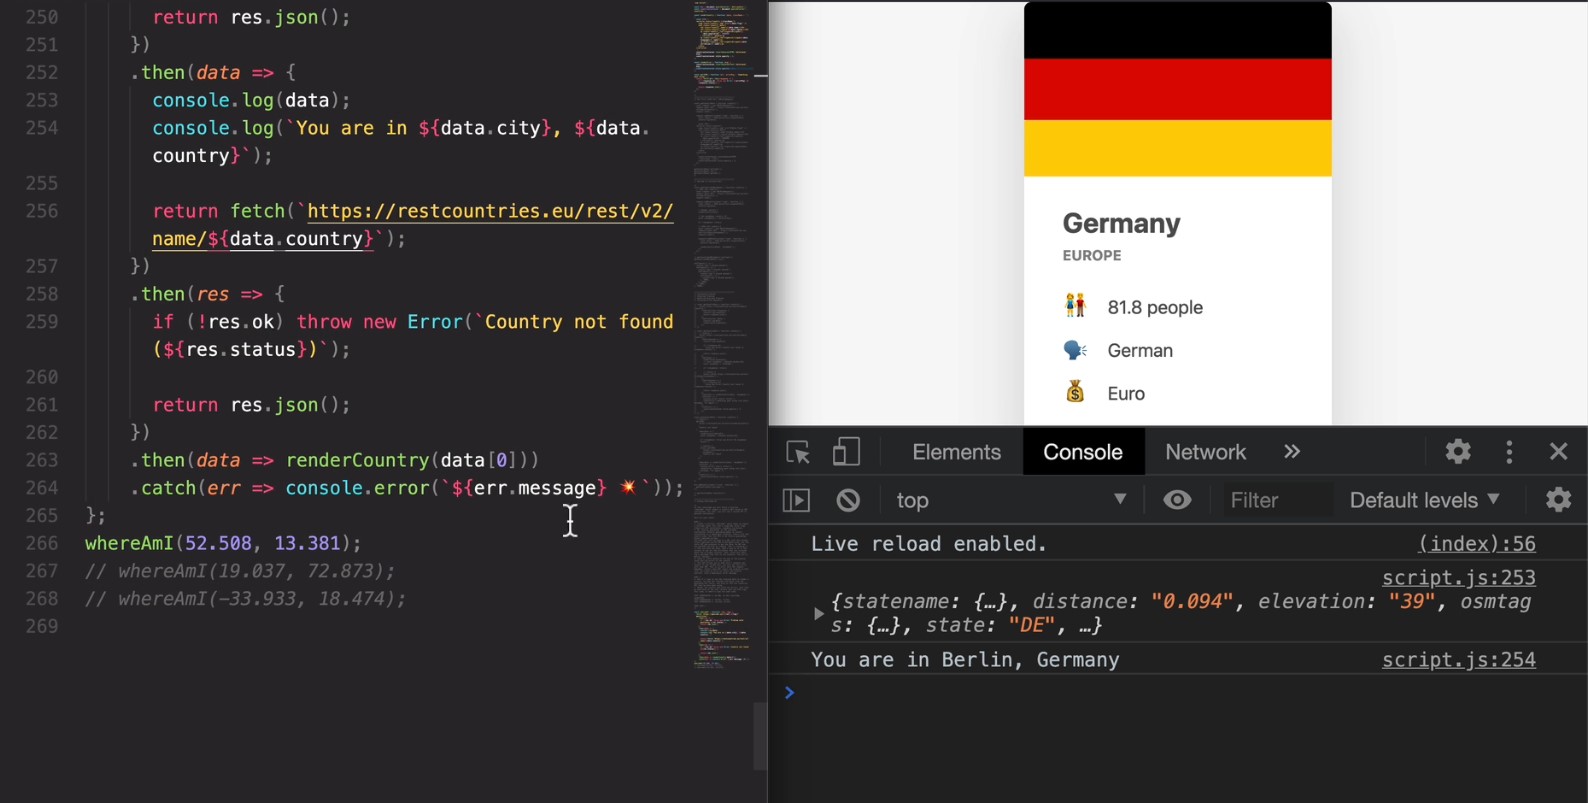 250 return res.json();
251 })
252 .then(data => {
253 console.log(data);
254 console.log(`You are in ${data.city}, ${data.
country}`);
255
256 return fetch(`https://restcountries.eu/rest/v2/
name/${data.country}`);
257 })
258 .then(res => {
259 if (!res.ok) throw new Error(`Country not found
(${res.status})`);
260
261 return res.json();
262 })
263 .then(data => renderCountry(data[0]))
264 .catch(err => console.error(`${err.message} 💥`));
265 };
266 whereAmI(52.508, 13.381);
267 // whereAmI(19.037, 72.873);
268 // whereAmI(-33.933, 18.474);
269
Germany
EUROPE
👫 81.8 people
🗣️ German
💰 Euro
Elements Console Network »
top Filter Default levels ▼
Live reload enabled. (index):56
script.js:253
▶ {statename: {…}, distance: "0.094", elevation: "39", osmtag
s: {…}, state: "DE", …}
You are in Berlin, Germany script.js:254
>